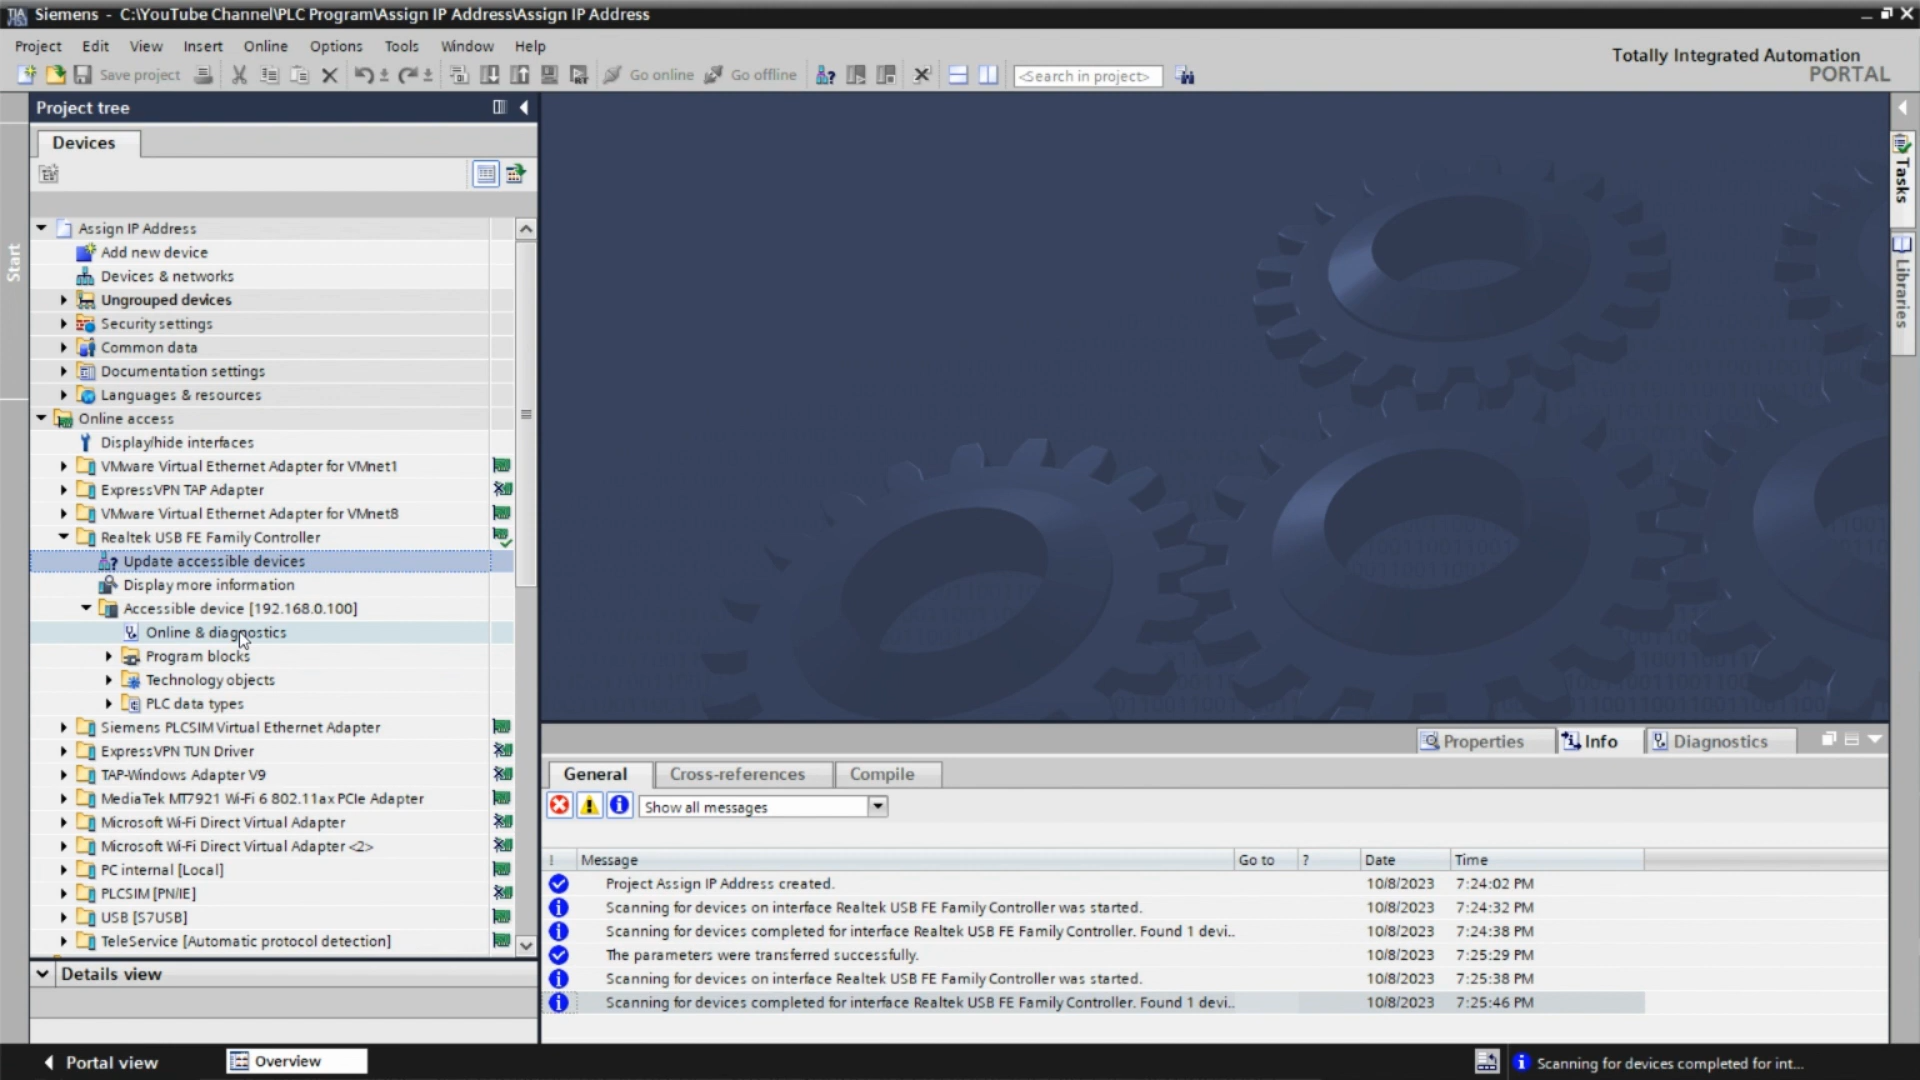 Siemens - C:\YouTube Channel\PLC Program\Assign IP Address\Assign IP Address
Project Edit View Insert Online Options Tools Window Help
Totally Integrated Automation
PORTAL
Save project Go online Go offline <Search in project>
Project tree
Devices
Start
Tasks
Libraries
Assign IP Address
Add new device
Devices & networks
Ungrouped devices
Security settings
Common data
Documentation settings
Languages & resources
Online access
Display/hide interfaces
VMware Virtual Ethernet Adapter for VMnet1
ExpressVPN TAP Adapter
VMware Virtual Ethernet Adapter for VMnet8
Realtek USB FE Family Controller
Update accessible devices
Display more information
Accessible device [192.168.0.100]
Online & diagnostics
Program blocks
Technology objects
PLC data types
Siemens PLCSIM Virtual Ethernet Adapter
ExpressVPN TUN Driver
TAP-Windows Adapter V9
MediaTek MT7921 Wi-Fi 6 802.11ax PCIe Adapter
Microsoft Wi-Fi Direct Virtual Adapter
Microsoft Wi-Fi Direct Virtual Adapter <2>
PC internal [Local]
PLCSIM [PN/IE]
USB [S7USB]
TeleService [Automatic protocol detection]
Details view
Properties Info Diagnostics
General Cross-references Compile
Show all messages
! Message Go to ? Date Time
Project Assign IP Address created. 10/8/2023 7:24:02 PM
Scanning for devices on interface Realtek USB FE Family Controller was started. 10/8/2023 7:24:32 PM
Scanning for devices completed for interface Realtek USB FE Family Controller. Found 1 devi.. 10/8/2023 7:24:38 PM
The parameters were transferred successfully. 10/8/2023 7:25:29 PM
Scanning for devices on interface Realtek USB FE Family Controller was started. 10/8/2023 7:25:38 PM
Scanning for devices completed for interface Realtek USB FE Family Controller. Found 1 devi.. 10/8/2023 7:25:46 PM
Portal view Overview Scanning for devices completed for int...